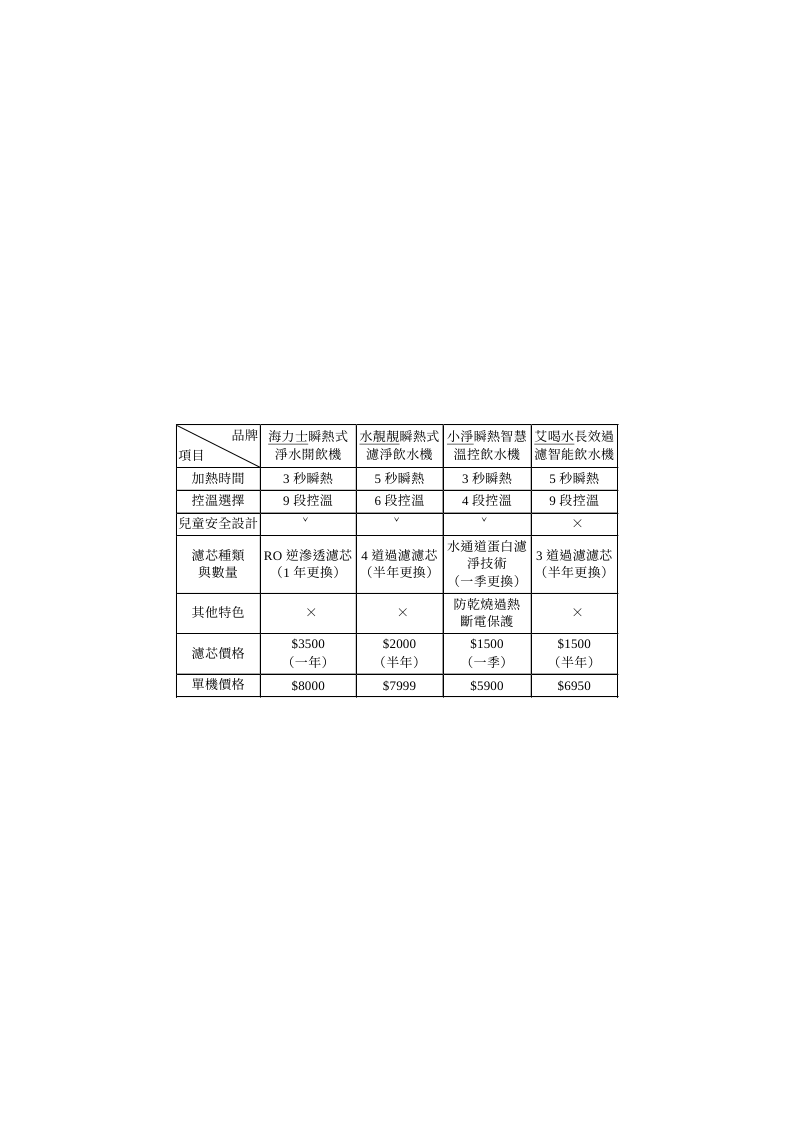 品牌
項目
海力士瞬熱式
淨水開飲機
水靚靚瞬熱式
濾淨飲水機
小淨瞬熱智慧
溫控飲水機
艾喝水長效過
濾智能飲水機
加熱時間 3 秒瞬熱 5 秒瞬熱 3 秒瞬熱 5 秒瞬熱
控溫選擇 9 段控溫 6 段控溫 4 段控溫 9 段控溫
兒童安全設計 ˇ ˇ ˇ ×
濾芯種類
與數量
RO 逆滲透濾芯
（1 年更換）
4 道過濾濾芯
（半年更換）
水通道蛋白濾
淨技術
（一季更換）
3 道過濾濾芯
（半年更換）
其他特色 × ×
防乾燒過熱
斷電保護
×
濾芯價格
$3500
（一年）
$2000
（半年）
$1500
（一季）
$1500
（半年）
單機價格 $8000 $7999 $5900 $6950